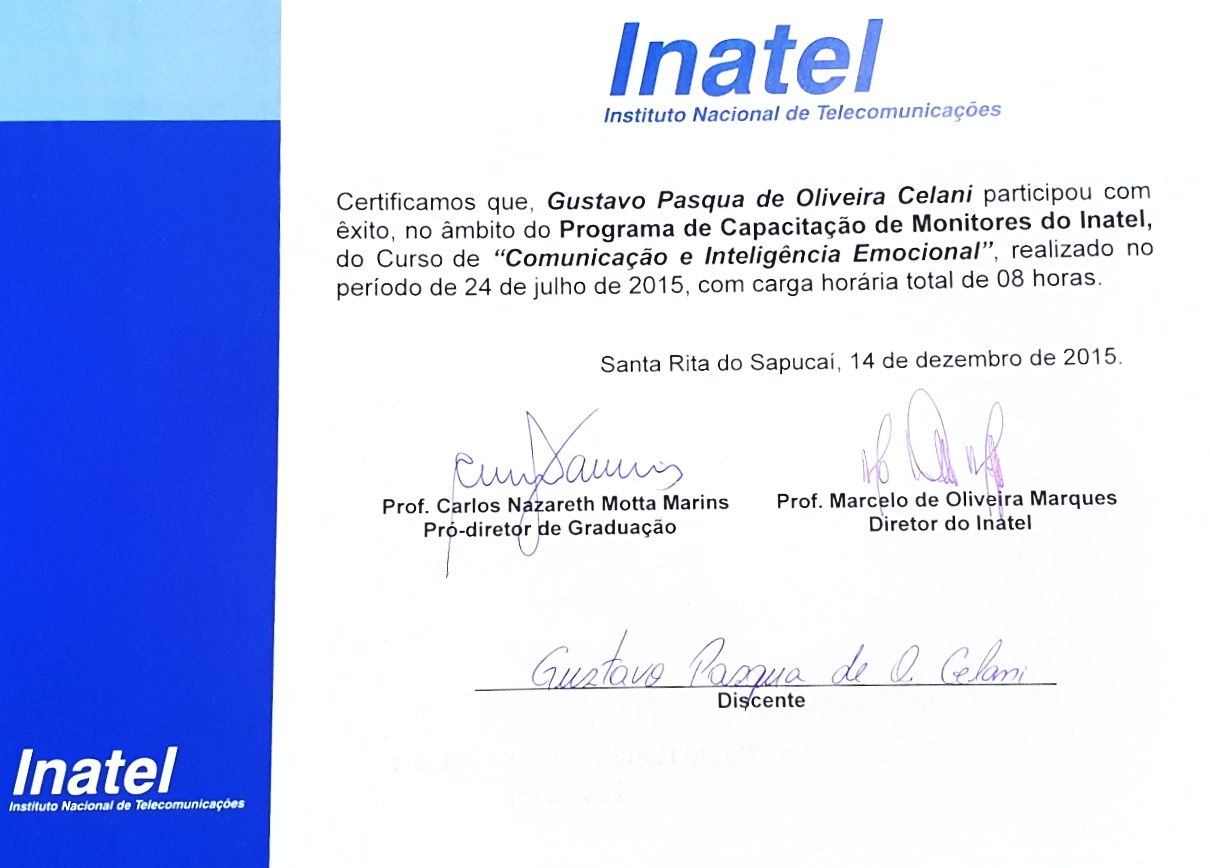 Inatel
Instituto Nacional de Telecomunicações
Certificamos que, Gustavo Pasqua de Oliveira Celani participou com
êxito, no âmbito do Programa de Capacitação de Monitores do Inatel,
do Curso de “Comunicação e Inteligência Emocional”, realizado no
período de 24 de julho de 2015, com carga horária total de 08 horas.
Santa Rita do Sapucaí, 14 de dezembro de 2015.
Prof. Carlos Nazareth Motta Marins
Pró-diretor de Graduação
Prof. Marcelo de Oliveira Marques
Diretor do Inatel
Gustavo Pasqua de O. Celani
Discente
Inatel
Instituto Nacional de Telecomunicações